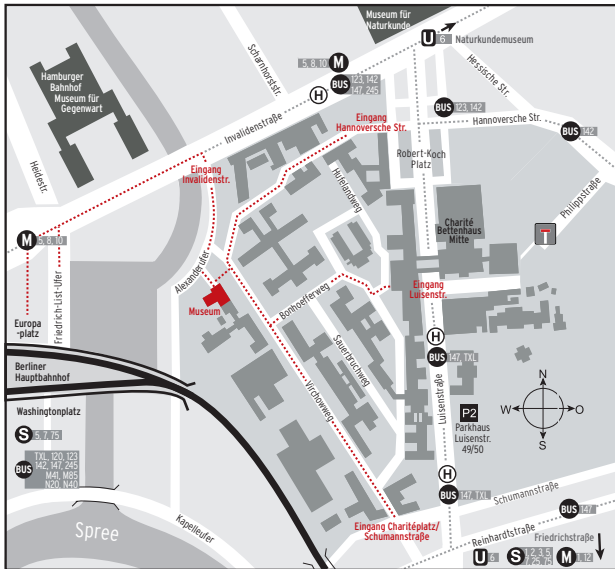 Museum für
Naturkunde
U 6
Naturkundemuseum
Scharnhorststr.
5, 8, 10 M
BUS 123, 142
147, 245
H
Hessische Str.
Hamburger
Bahnhof
Museum für
Gegenwart
Invalidenstraße
BUS 123, 142
Eingang
Hannoversche Str.
Hannoversche Str.
BUS 142
Robert-Koch
Platz
Eingang
Invalidenstr.
Heidestr.
Hufelandweg
Philippstraße
Charité
Bettenhaus
Mitte
T
M 5, 8, 10
Alexanderufer
Friedrich-List-Ufer
Eingang
Luisenstr.
Museum
Bonhoefferweg
Europa
-platz
H
Sauerbruchweg
BUS 147, TXL
Berliner
Hauptbahnhof
Virchowweg
Luisenstraße
N
W
O
S
Washingtonplatz
P2
Parkhaus
Luisenstr.
49/50
S 5, 7, 75
BUS TXL, 120, 123
142, 147, 245
M41, M85
N20, N40
H
Schumannstraße
BUS 147, TXL
BUS 147
Kapelleufer
Spree
Eingang Charitéplatz/
Schumannstraße
Reinhardtstraße
Friedrichstraße
U 6
S 1, 2, 3, 5,
7, 25, 75
M 1, 12